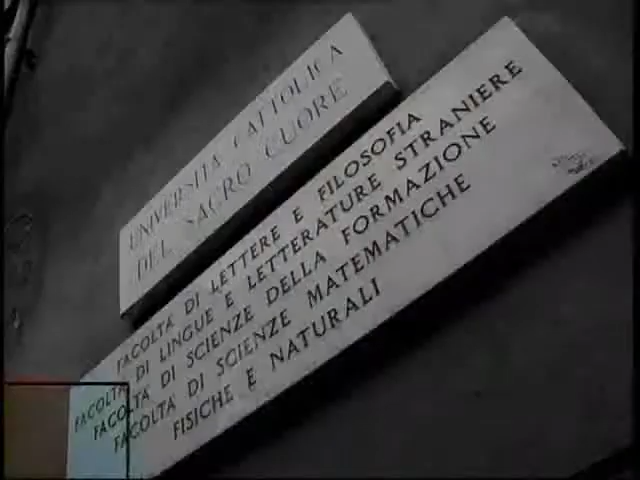 UNIVERSITÀ CATTOLICA
DEL SACRO CUORE
FACOLTÀ DI LETTERE E FILOSOFIA
FACOLTÀ DI LINGUE E LETTERATURE STRANIERE
FACOLTÀ DI SCIENZE DELLA FORMAZIONE
FACOLTÀ DI SCIENZE MATEMATICHE
FISICHE E NATURALI